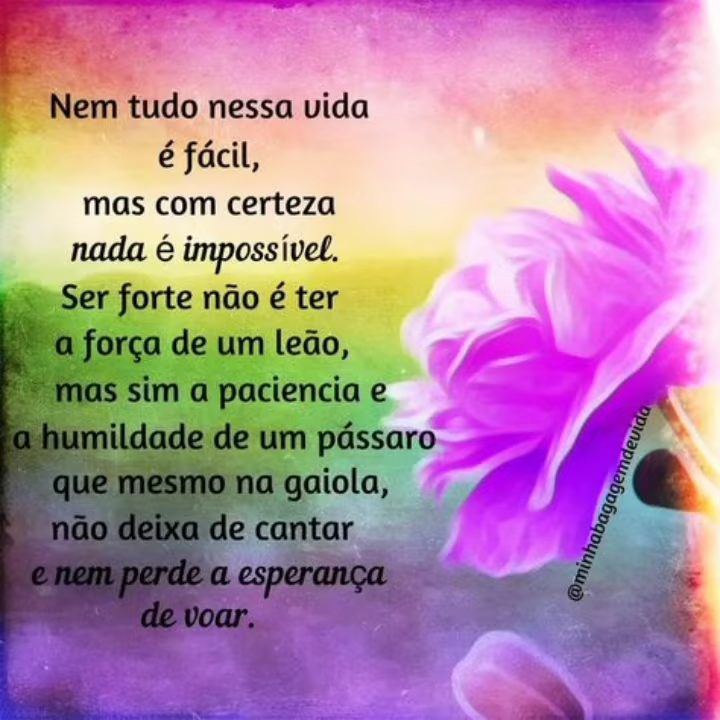 Nem tudo nessa vida
é fácil,
mas com certeza
nada é impossível.
Ser forte não é ter
a força de um leão,
mas sim a paciencia e
a humildade de um pássaro
que mesmo na gaiola,
não deixa de cantar
e nem perde a esperança
de voar.
@minhabagagemdevida